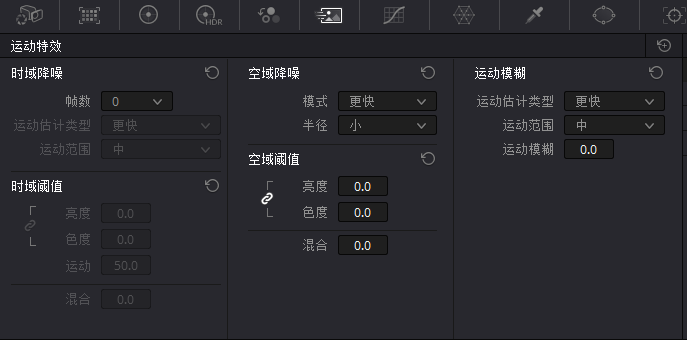 HDR
运动特效
时域降噪
帧数 0
运动估计类型 更快
运动范围 中
时域阈值
亮度 0.0
色度 0.0
运动 50.0
混合 0.0
空域降噪
模式 更快
半径 小
空域阈值
亮度 0.0
色度 0.0
混合 0.0
运动模糊
运动估计类型 更快
运动范围 中
运动模糊 0.0